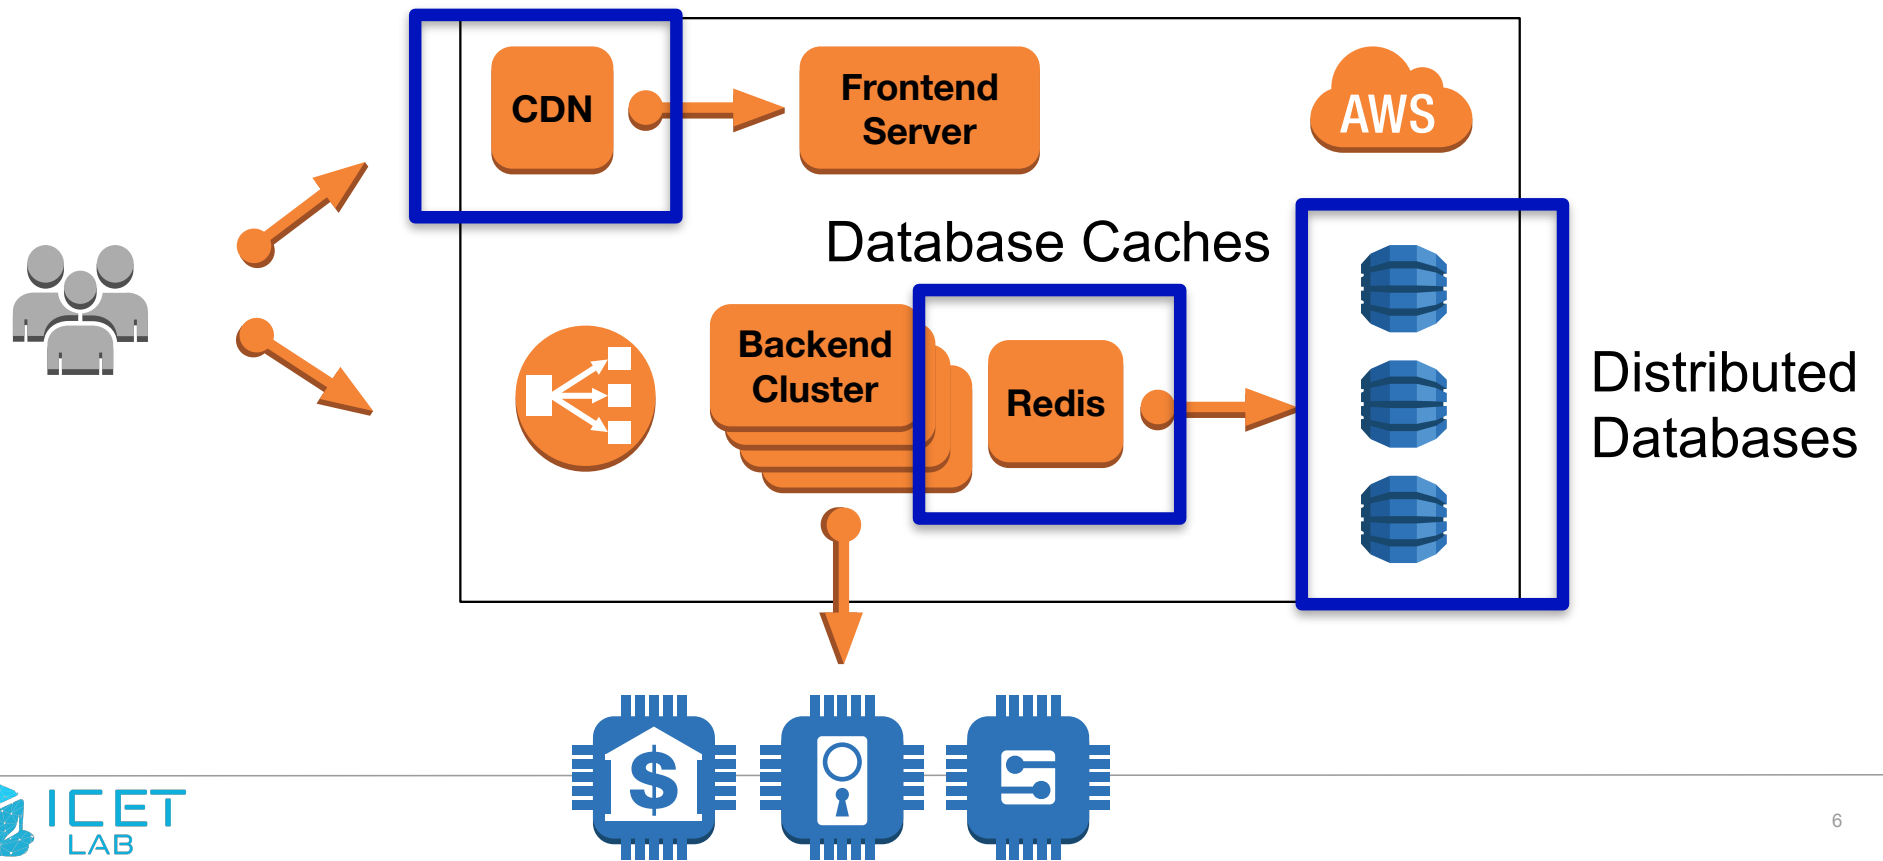 CDN
Frontend
Server
AWS
Database Caches
Backend
Cluster
Redis
Distributed
Databases
$
ICET
LAB
6